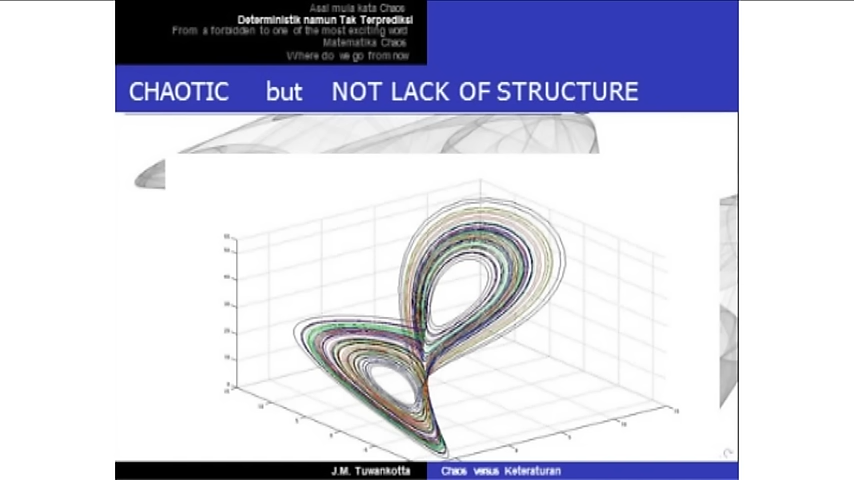 Asal mula kata Chaos
Deterministik namun Tak Terprediksi
From a forbidden to one of the most exciting word
Matematika Chaos
Where do we go from now
CHAOTIC but NOT LACK OF STRUCTURE
J.M. Tuwankotta
Chaos versus Keteraturan